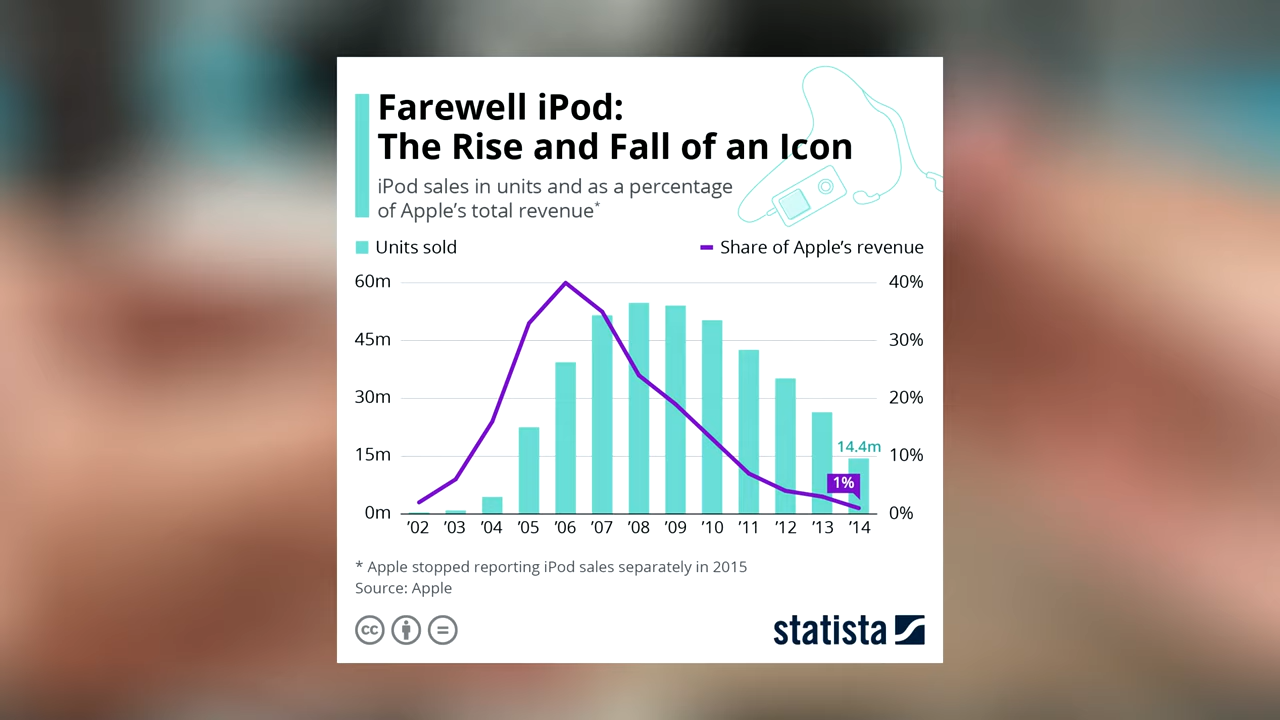 Farewell iPod:
The Rise and Fall of an Icon
iPod sales in units and as a percentage
of Apple's total revenue*
Units sold
Share of Apple's revenue
60m
40%
45m
30%
30m
20%
14.4m
15m
10%
1%
0m
0%
'02 '03 '04 '05 '06 '07 '08 '09 '10 '11 '12 '13 '14
* Apple stopped reporting iPod sales separately in 2015
Source: Apple
cc
statista